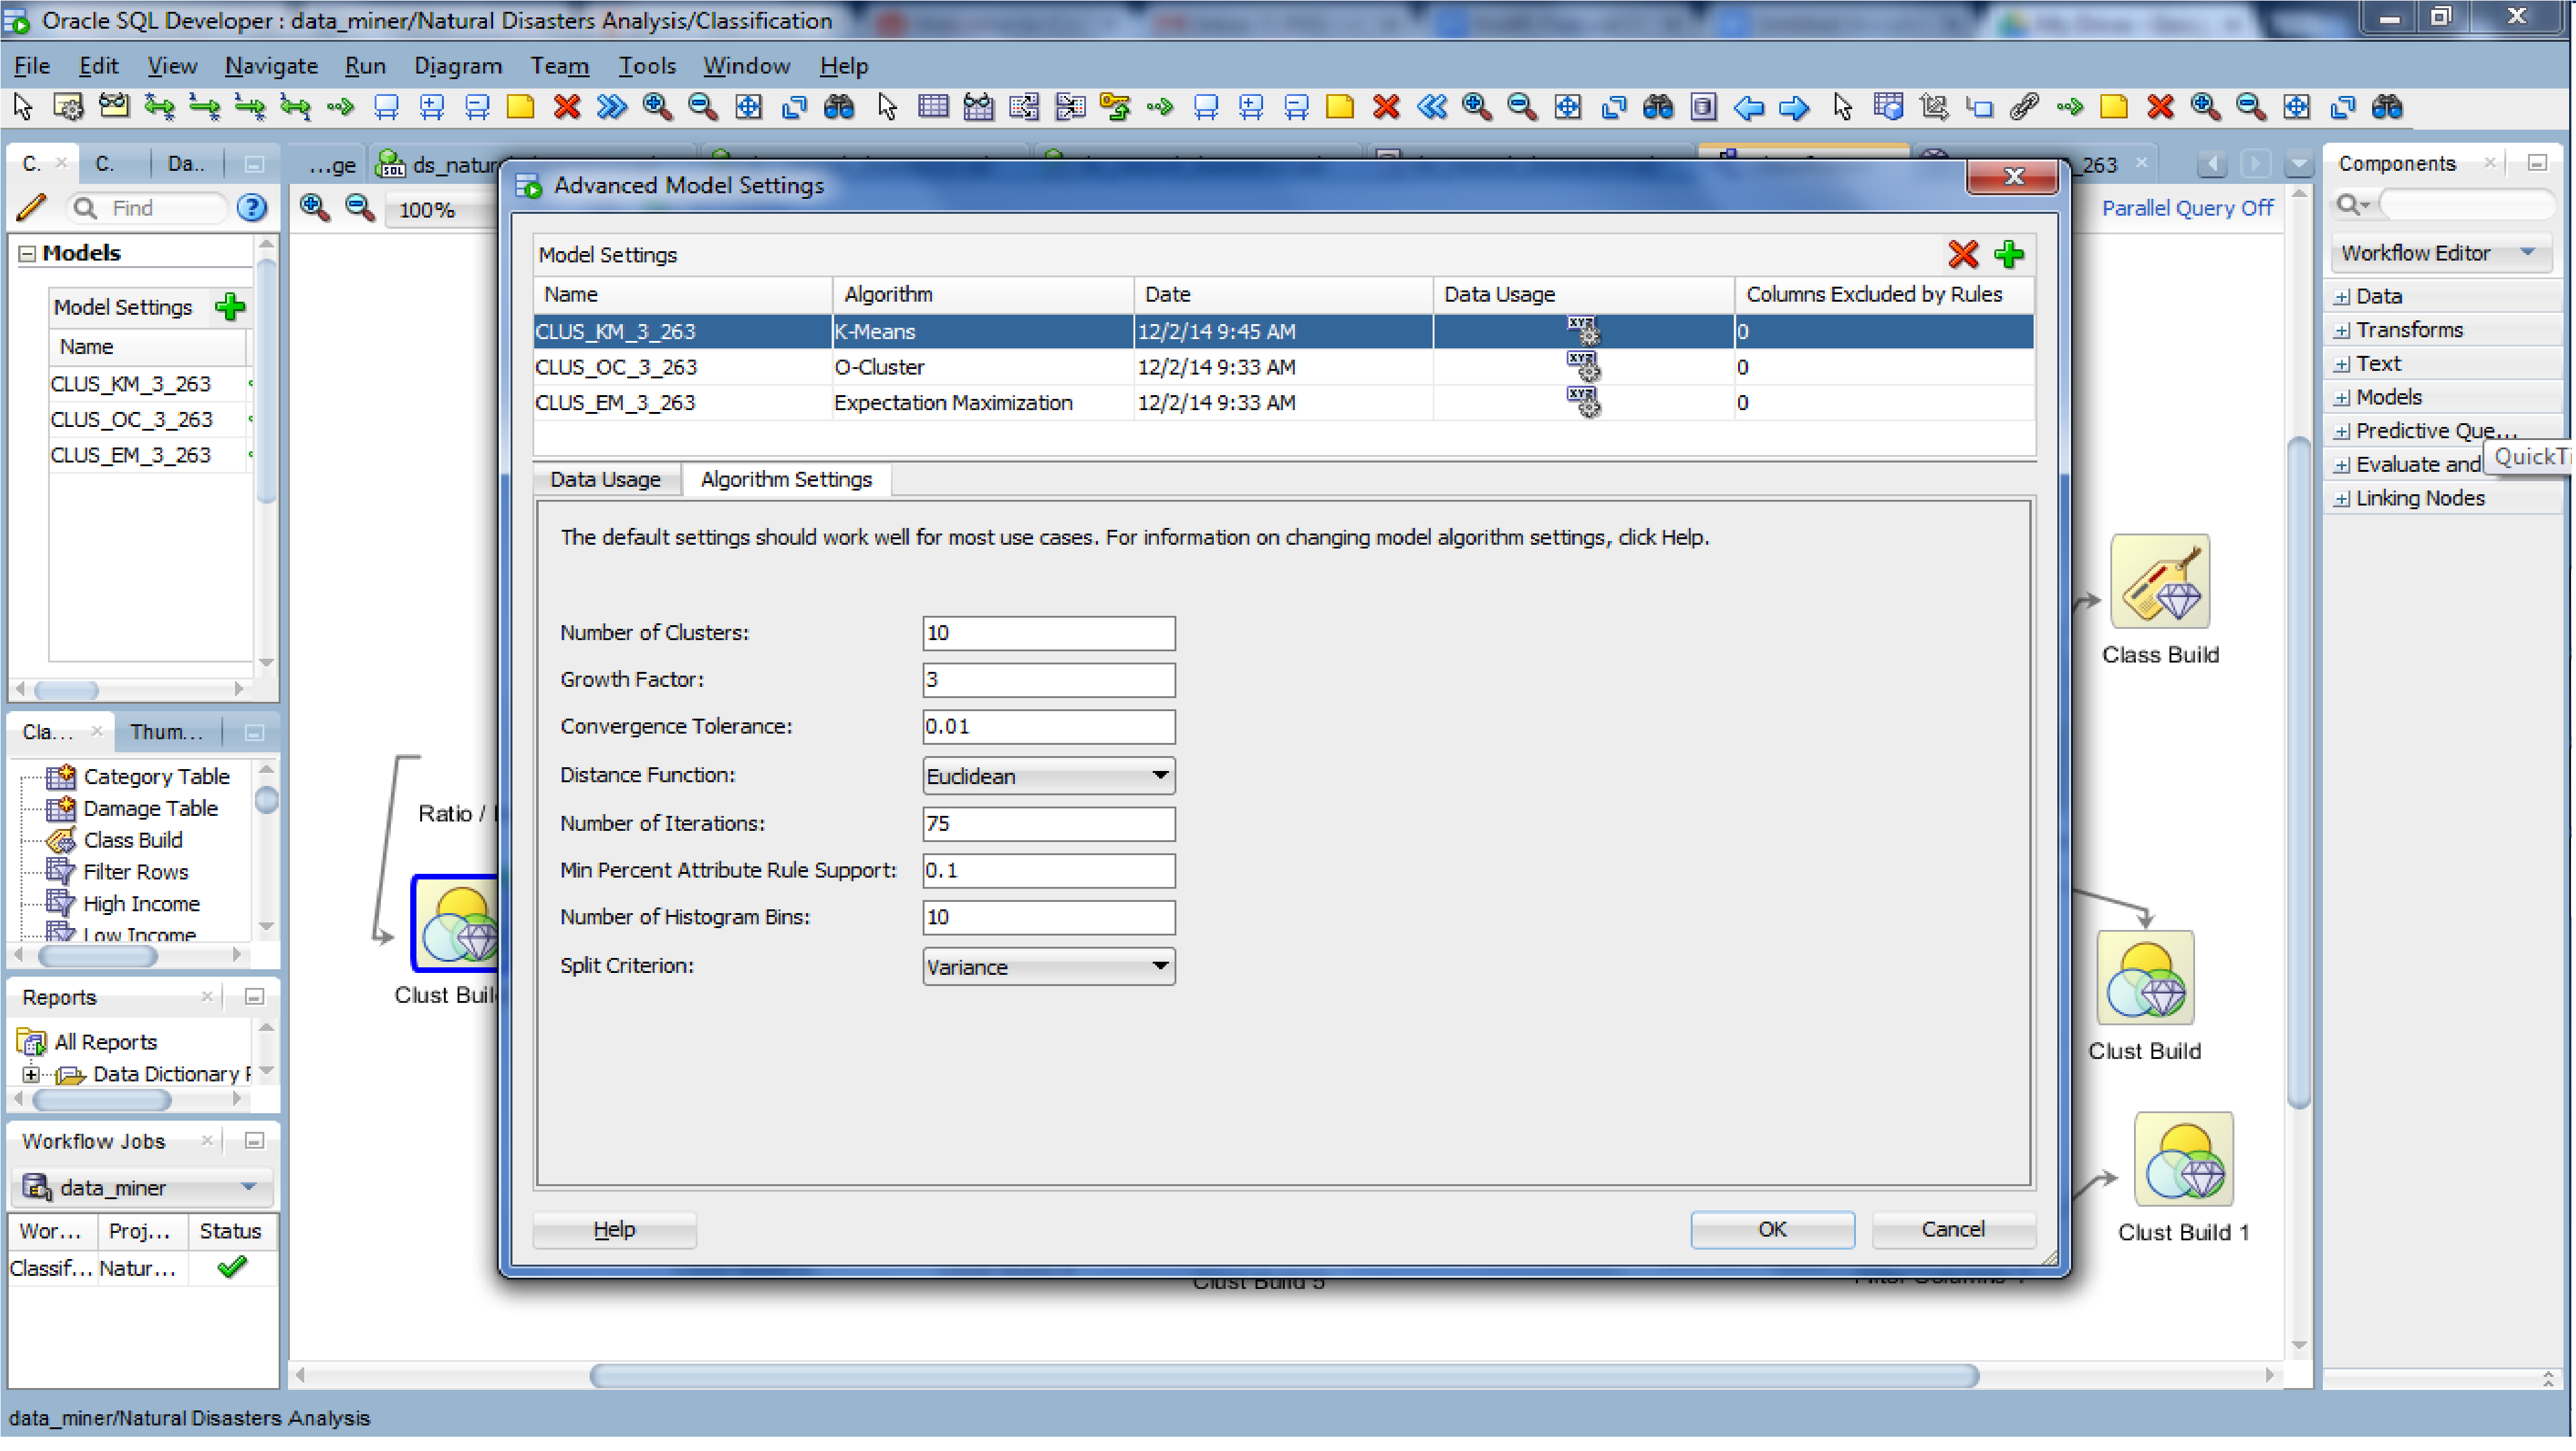 Oracle SQL Developer : data_miner/Natural Disasters Analysis/Classification
File Edit View Navigate Run Diagram Team Tools Window Help
C. C. Da..
Find
Models
Model Settings
Name
CLUS_KM_3_263
CLUS_OC_3_263
CLUS_EM_3_263
Cla... Thum...
Category Table
Damage Table
Class Build
Filter Rows
High Income
Low Income
Reports
All Reports
Data Dictionary
Workflow Jobs
data_miner
Wor... Proj... Status
Classif... Natur...
...ge ds_natur _263
100% Parallel Query Off
Ratio /
Clust Buil
Class Build
Clust Build
Clust Build 1
Clust Build 5
Advanced Model Settings
Model Settings
Name Algorithm Date Data Usage Columns Excluded by Rules
CLUS_KM_3_263 K-Means 12/2/14 9:45 AM XYZ 0
CLUS_OC_3_263 O-Cluster 12/2/14 9:33 AM XYZ 0
CLUS_EM_3_263 Expectation Maximization 12/2/14 9:33 AM XYZ 0
Data Usage Algorithm Settings
The default settings should work well for most use cases. For information on changing model algorithm settings, click Help.
Number of Clusters: 10
Growth Factor: 3
Convergence Tolerance: 0.01
Distance Function: Euclidean
Number of Iterations: 75
Min Percent Attribute Rule Support: 0.1
Number of Histogram Bins: 10
Split Criterion: Variance
Help OK Cancel
Components
Workflow Editor
Data
Transforms
Text
Models
Predictive Que...
Evaluate and
QuickTi
Linking Nodes
data_miner/Natural Disasters Analysis